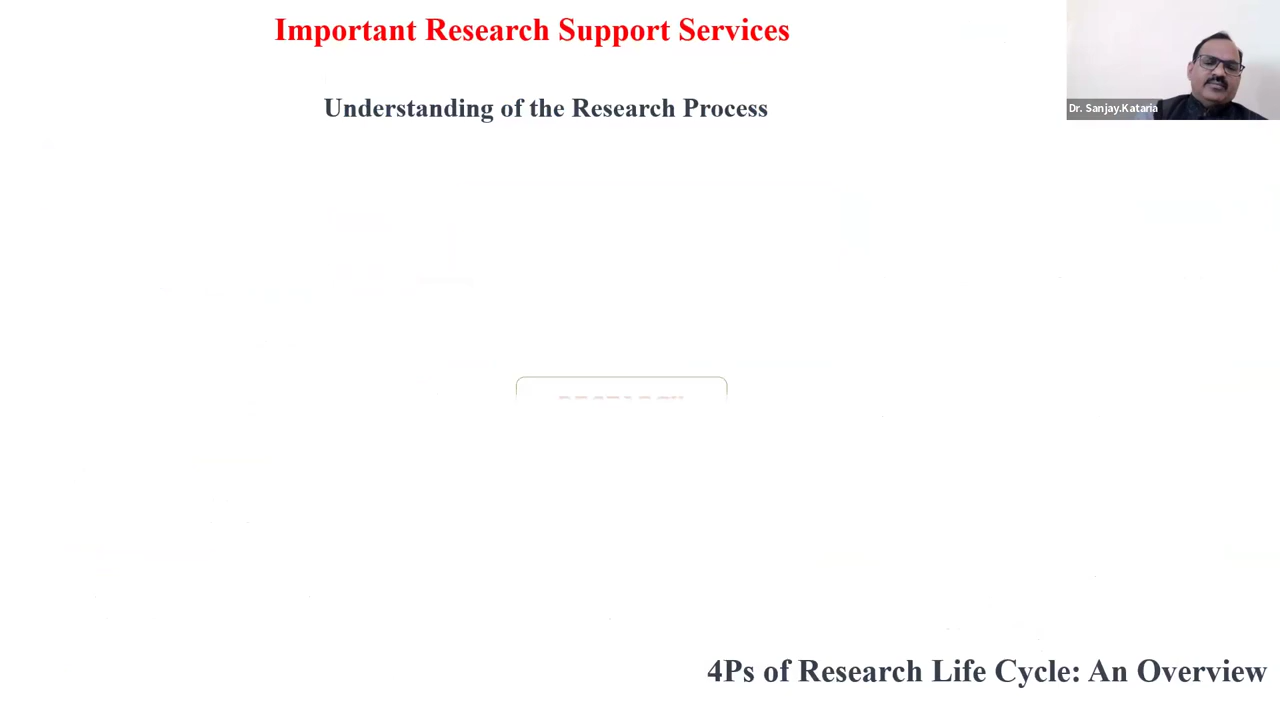 Important Research Support Services
Understanding of the Research Process
Dr. Sanjay.Kataria
4Ps of Research Life Cycle: An Overview